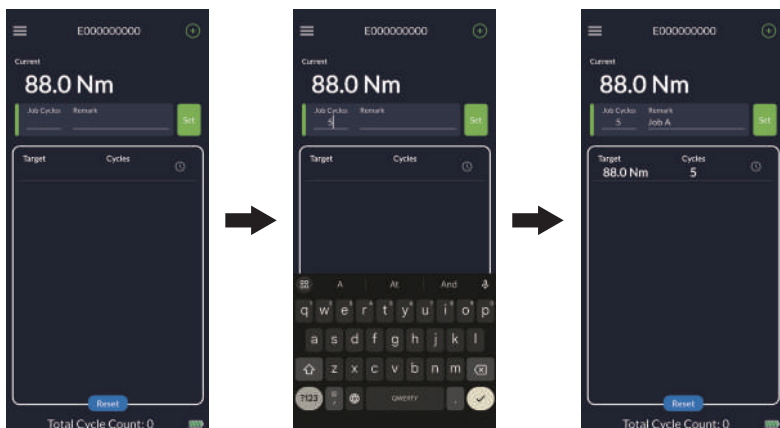 E000000000
Current
88.0 Nm
Job Cycles Remark
Set
Target Cycles
Reset
Total Cycle Count: 0
E000000000
Current
88.0 Nm
Job Cycles Remark
5
Set
Target Cycles
A At And
q w e r t y u i o p
a s d f g h j k l
z x c v b n m
?123 , QWERTY .
E000000000
Current
88.0 Nm
Job Cycles Remark
5 Job A
Set
Target Cycles
88.0 Nm 5
Reset
Total Cycle Count: 0